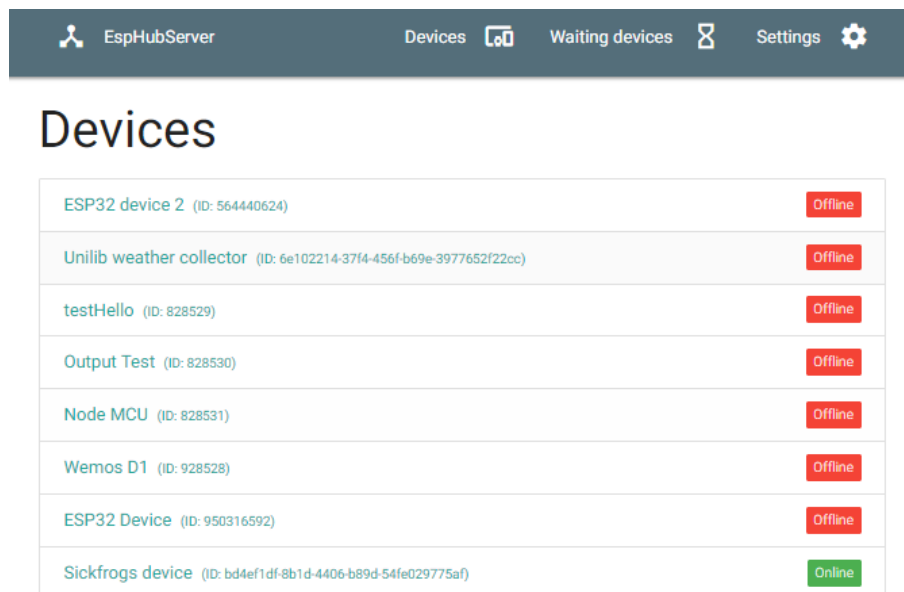 EspHubServer Devices Waiting devices Settings
Devices
ESP32 device 2 (ID: 564440624) Offline
Unilib weather collector (ID: 6e102214-37f4-456f-b69e-3977652f22cc) Offline
testHello (ID: 828529) Offline
Output Test (ID: 828530) Offline
Node MCU (ID: 828531) Offline
Wemos D1 (ID: 928528) Offline
ESP32 Device (ID: 950316592) Offline
Sickfrogs device (ID: bd4ef1df-8b1d-4406-b89d-54fe029775af) Online